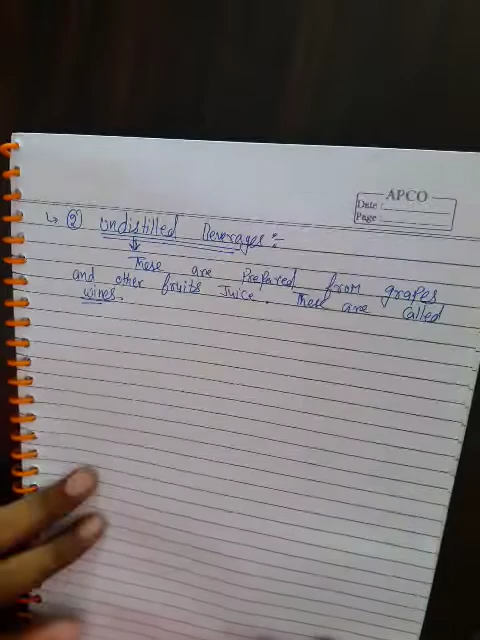 APCO
Date :
Page :
↳ ② Undistilled Beverages :-
↓
These are Prepared from grapes
and other fruits Juice. These are Called
wines.